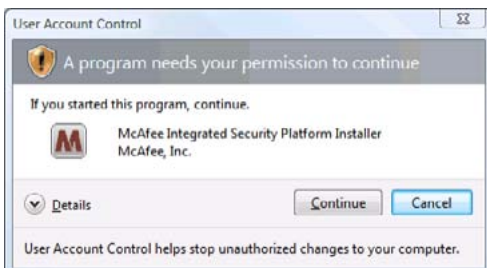 User Account Control
A program needs your permission to continue
If you started this program, continue.
McAfee Integrated Security Platform Installer
McAfee, Inc.
Details
Continue
Cancel
User Account Control helps stop unauthorized changes to your computer.